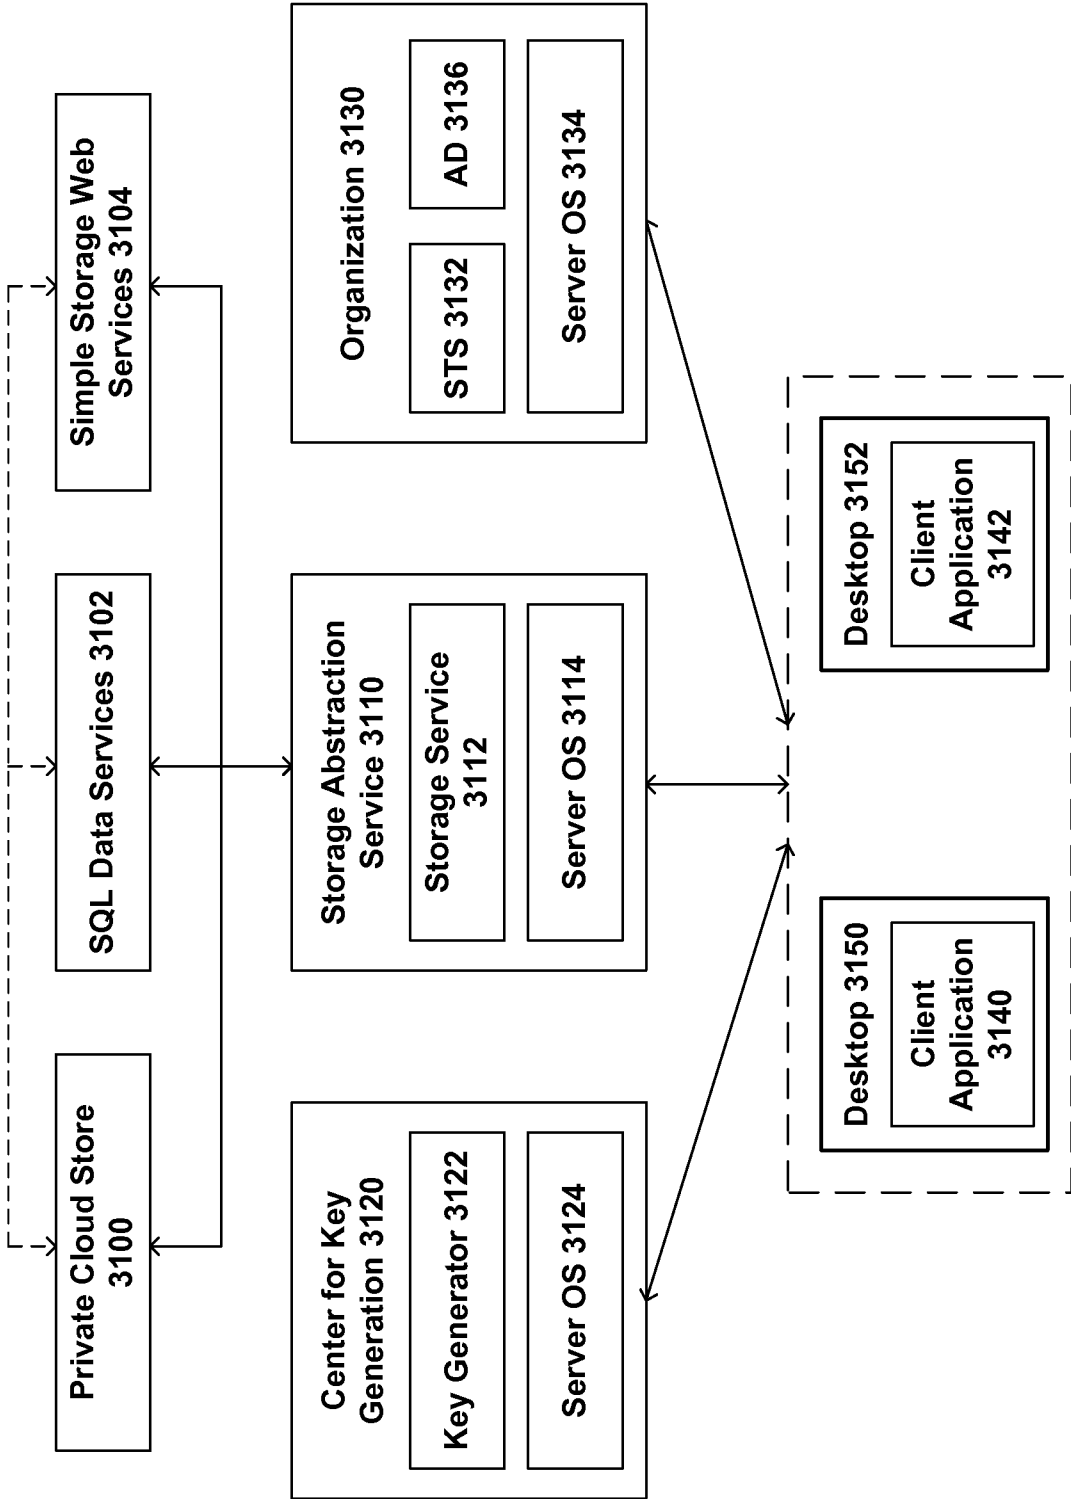 Private Cloud Store
3100
SQL Data Services 3102
Simple Storage Web
Services 3104
Center for Key
Generation 3120
Key Generator 3122
Server OS 3124
Storage Abstraction
Service 3110
Storage Service
3112
Server OS 3114
Organization 3130
STS 3132
AD 3136
Server OS 3134
Desktop 3150
Client
Application
3140
Desktop 3152
Client
Application
3142